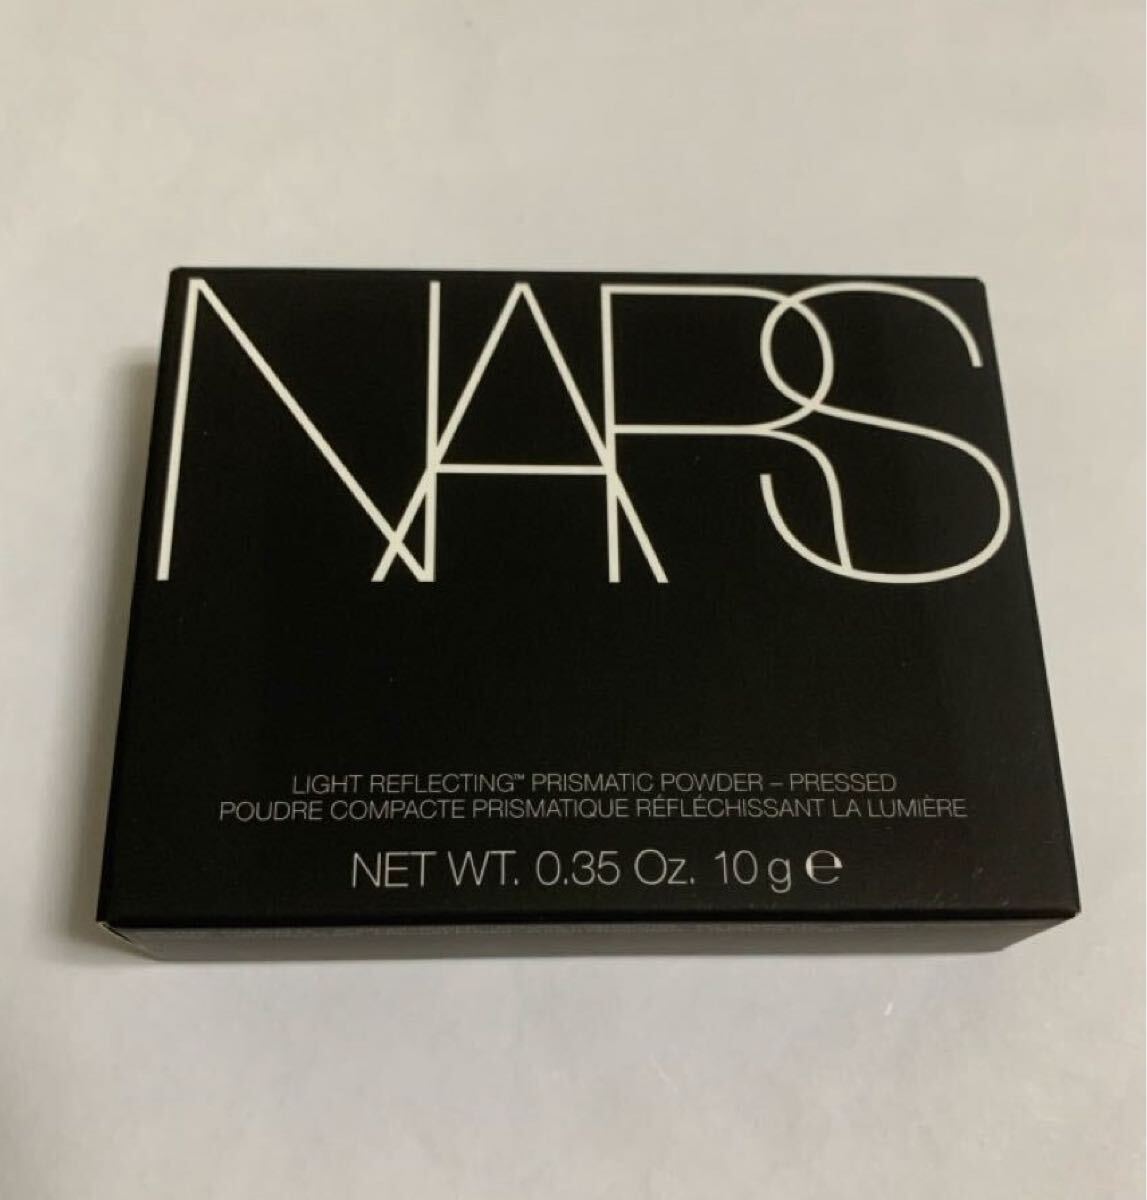 NARS
LIGHT REFLECTING™ PRISMATIC POWDER – PRESSED
POUDRE COMPACTE PRISMATIQUE RÉFLÉCHISSANT LA LUMIÈRE
NET WT. 0.35 Oz. 10 g ℮